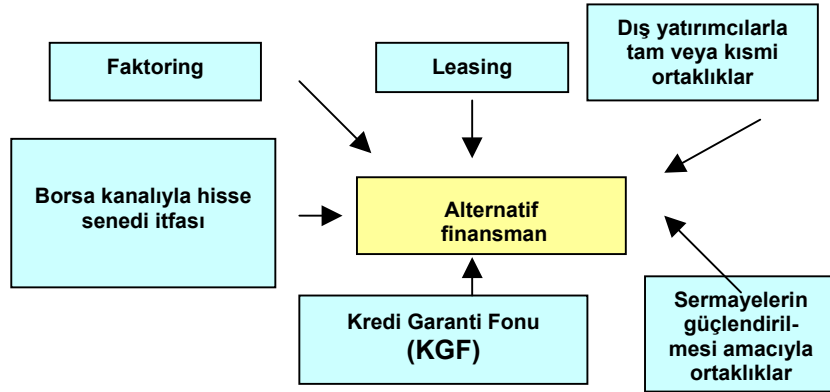 Faktoring
Leasing
Dış yatırımcılarla
tam veya kısmi
ortaklıklar
Borsa kanalıyla hisse
senedi itfası
Alternatif
finansman
Kredi Garanti Fonu
(KGF)
Sermayelerin
güçlendiril-
mesi amacıyla
ortaklıklar